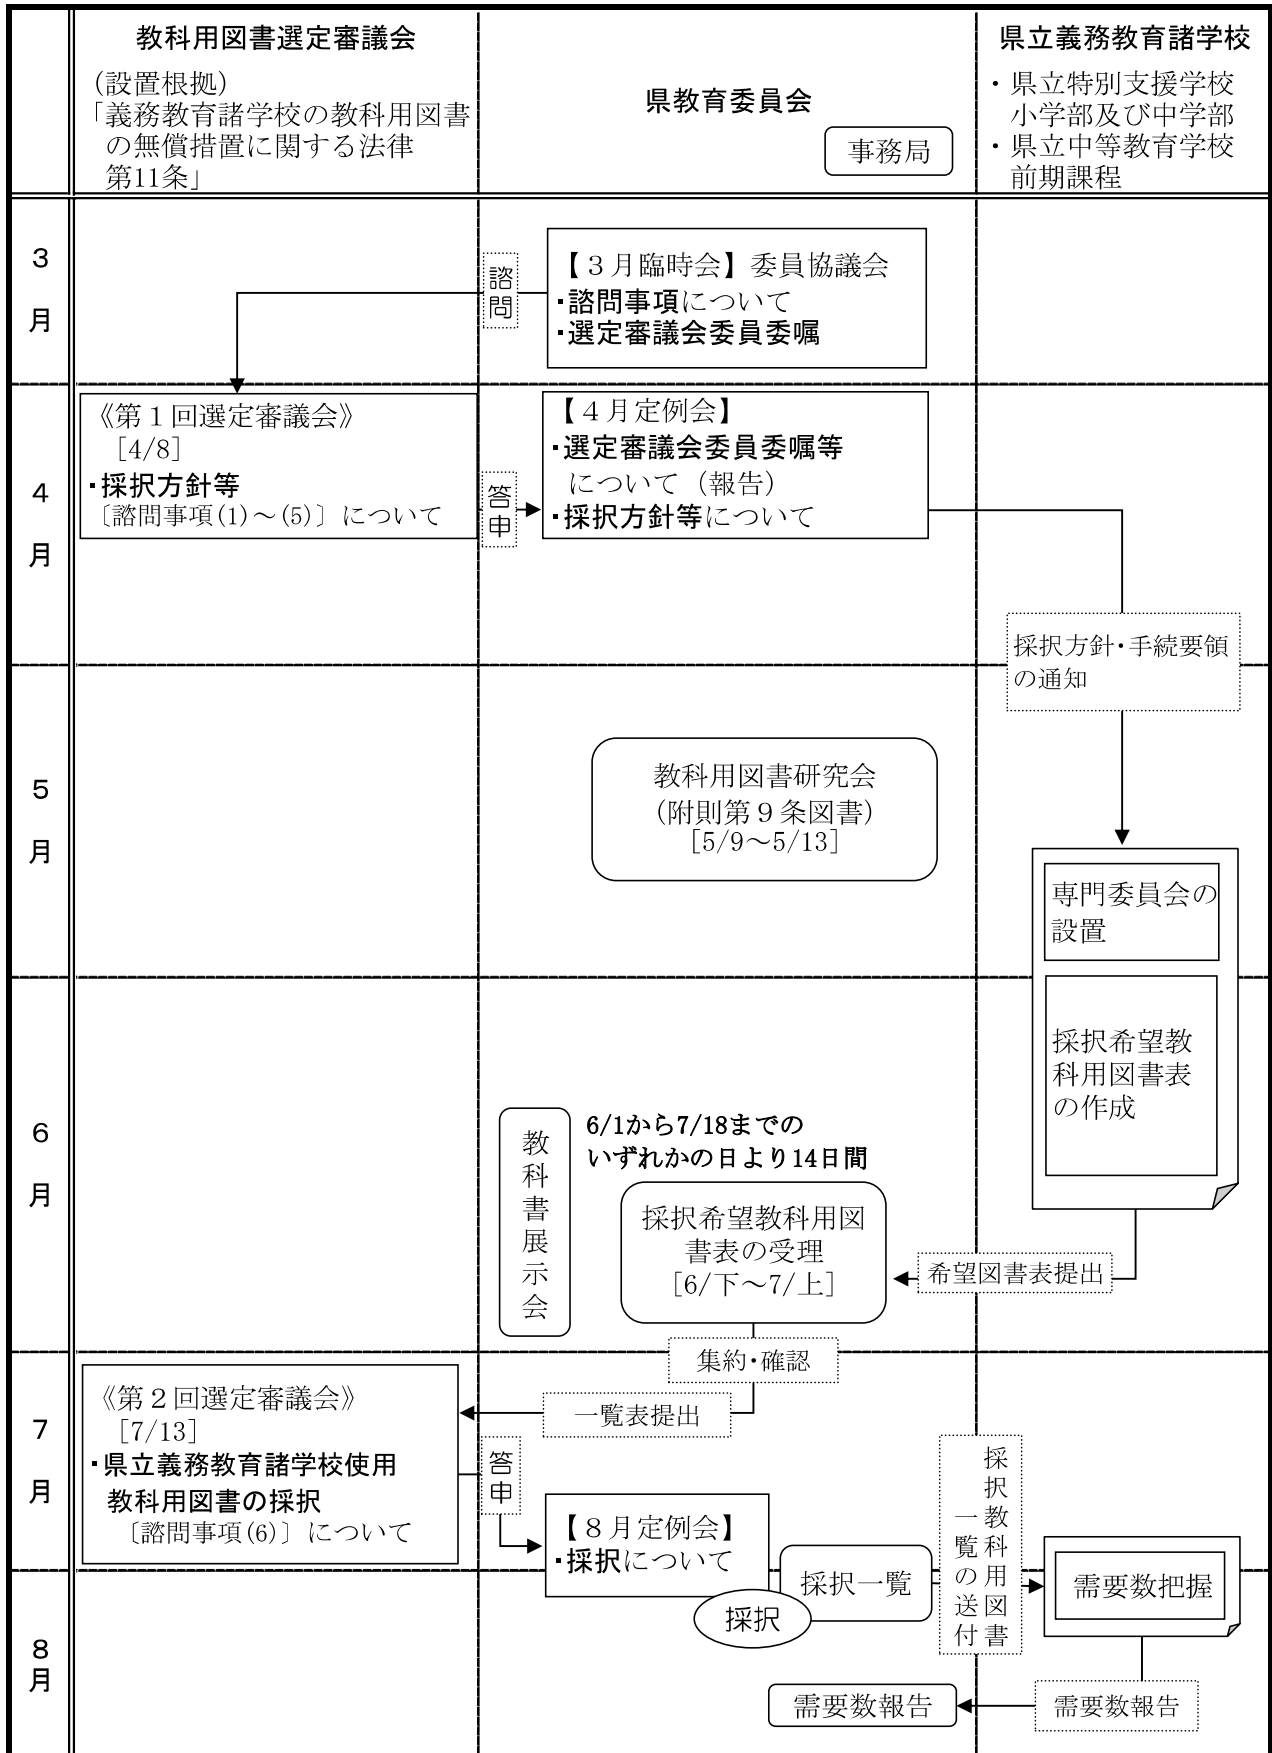 教科用図書選定審議会
(設置根拠)
「義務教育諸学校の教科用図書
の無償措置に関する法律
第11条」
県教育委員会
事務局
県立義務教育諸学校
・県立特別支援学校
小学部及び中学部
・県立中等教育学校
前期課程
3
月
諮問
【3月臨時会】委員協議会
・諮問事項について
・選定審議会委員委嘱
4
月
《第1回選定審議会》
[4/8]
・採択方針等
〔諮問事項(1)～(5)〕について
答申
【4月定例会】
・選定審議会委員委嘱等
について(報告)
・採択方針等について
採択方針・手続要領
の通知
5
月
教科用図書研究会
(附則第9条図書)
[5/9～5/13]
専門委員会の
設置
採択希望教
科用図書表
の作成
6
月
教科書展示会
6/1から7/18までの
いずれかの日より14日間
採択希望教科用図
書表の受理
[6/下～7/上]
希望図書表提出
集約・確認
7
月
《第2回選定審議会》
[7/13]
・県立義務教育諸学校使用
教科用図書の採択
〔諮問事項(6)〕について
一覧表提出
答申
【8月定例会】
・採択について
採択
採択一覧
採択教科用図書
一覧の送付
需要数把握
8
月
需要数報告
需要数報告